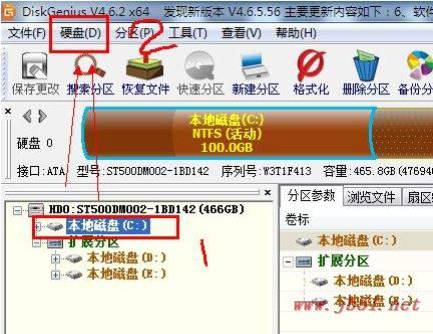 DiskGenius V4.6.2 x64 发现新版本 V4.6.5.56 主要更新内容如下：6、软件
文件(F) 硬盘(D) 分区(P) 工具(T) 查看(V) 帮助(H)
2
保存更改 搜索分区 恢复文件 快速分区 新建分区 格式化 删除分区 备份分
硬盘 0
本地磁盘(C:)
NTFS (活动)
100.0GB
接口:ATA 型号:ST500DM002-1BD142 序列号:W3T1F413 容量:465.8GB(476940
HD0:ST500DM002-1BD142(466GB)
本地磁盘(C:)
扩展分区
本地磁盘(D:)
本地磁盘(E:)
1
分区参数 浏览文件 扇区
卷标
本地磁盘(C:)
扩展分区
本地磁盘(D:)
本地磁盘(E:)
www.jb51.net